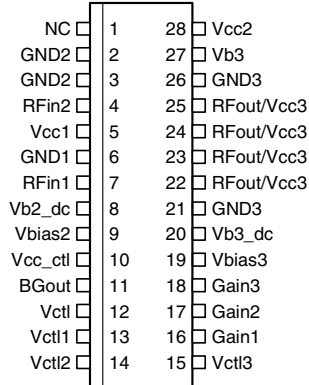 NC 1 28 Vcc2
GND2 2 27 Vb3
GND2 3 26 GND3
RFin2 4 25 RFout/Vcc3
Vcc1 5 24 RFout/Vcc3
GND1 6 23 RFout/Vcc3
RFin1 7 22 RFout/Vcc3
Vb2_dc 8 21 GND3
Vbias2 9 20 Vb3_dc
Vcc_ctl 10 19 Vbias3
BGout 11 18 Gain3
Vctl 12 17 Gain2
Vctl1 13 16 Gain1
Vctl2 14 15 Vctl3